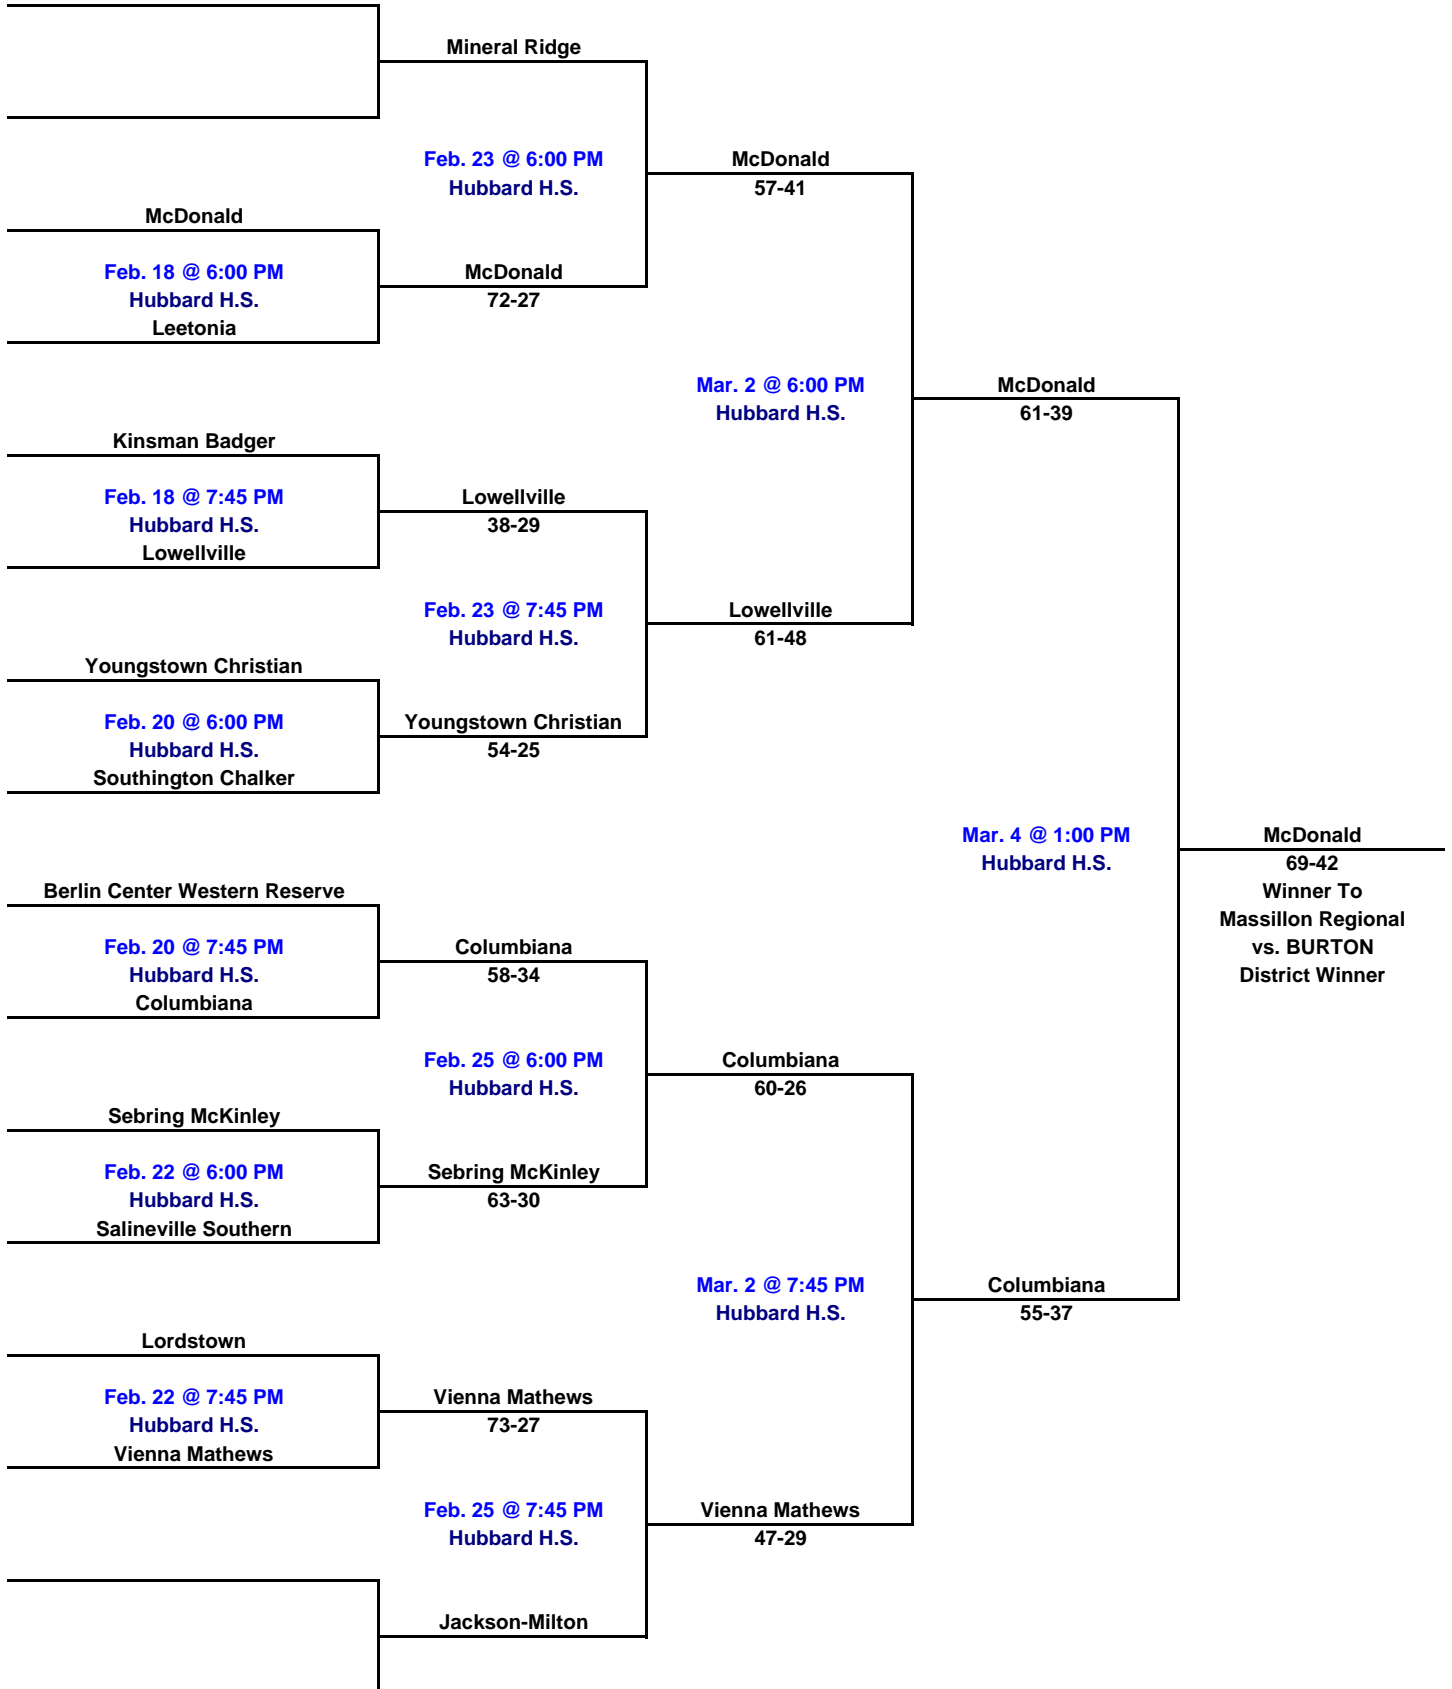 Mineral Ridge
Feb. 23 @ 6:00 PM
Hubbard H.S.
McDonald
57-41
McDonald
Feb. 18 @ 6:00 PM
Hubbard H.S.
Leetonia
McDonald
72-27
Mar. 2 @ 6:00 PM
Hubbard H.S.
McDonald
61-39
Kinsman Badger
Feb. 18 @ 7:45 PM
Hubbard H.S.
Lowellville
Lowellville
38-29
Feb. 23 @ 7:45 PM
Hubbard H.S.
Lowellville
61-48
Youngstown Christian
Feb. 20 @ 6:00 PM
Hubbard H.S.
Southington Chalker
Youngstown Christian
54-25
Mar. 4 @ 1:00 PM
Hubbard H.S.
McDonald
69-42
Winner To
Massillon Regional
vs. BURTON
District Winner
Berlin Center Western Reserve
Feb. 20 @ 7:45 PM
Hubbard H.S.
Columbiana
Columbiana
58-34
Feb. 25 @ 6:00 PM
Hubbard H.S.
Columbiana
60-26
Sebring McKinley
Feb. 22 @ 6:00 PM
Hubbard H.S.
Salineville Southern
Sebring McKinley
63-30
Mar. 2 @ 7:45 PM
Hubbard H.S.
Columbiana
55-37
Lordstown
Feb. 22 @ 7:45 PM
Hubbard H.S.
Vienna Mathews
Vienna Mathews
73-27
Feb. 25 @ 7:45 PM
Hubbard H.S.
Vienna Mathews
47-29
Jackson-Milton